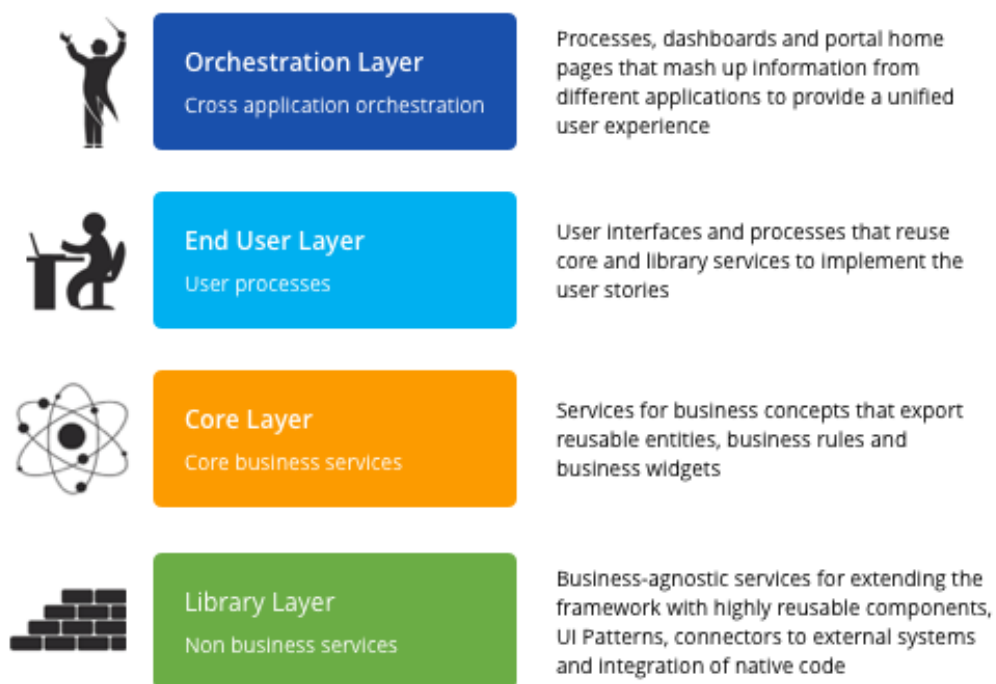 Orchestration Layer
Cross application orchestration
Processes, dashboards and portal home
pages that mash up information from
different applications to provide a unified
user experience
End User Layer
User processes
User interfaces and processes that reuse
core and library services to implement the
user stories
Core Layer
Core business services
Services for business concepts that export
reusable entities, business rules and
business widgets
Library Layer
Non business services
Business-agnostic services for extending the
framework with highly reusable components,
UI Patterns, connectors to external systems
and integration of native code